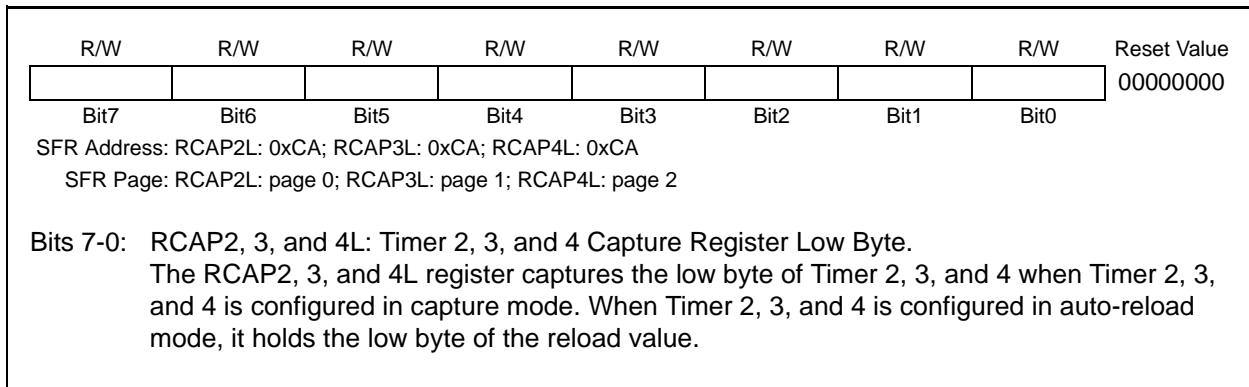 R/W R/W R/W R/W R/W R/W R/W R/W Reset Value
00000000
Bit7 Bit6 Bit5 Bit4 Bit3 Bit2 Bit1 Bit0
SFR Address: RCAP2L: 0xCA; RCAP3L: 0xCA; RCAP4L: 0xCA
SFR Page: RCAP2L: page 0; RCAP3L: page 1; RCAP4L: page 2
Bits 7-0: RCAP2, 3, and 4L: Timer 2, 3, and 4 Capture Register Low Byte.
The RCAP2, 3, and 4L register captures the low byte of Timer 2, 3, and 4 when Timer 2, 3,
and 4 is configured in capture mode. When Timer 2, 3, and 4 is configured in auto-reload
mode, it holds the low byte of the reload value.